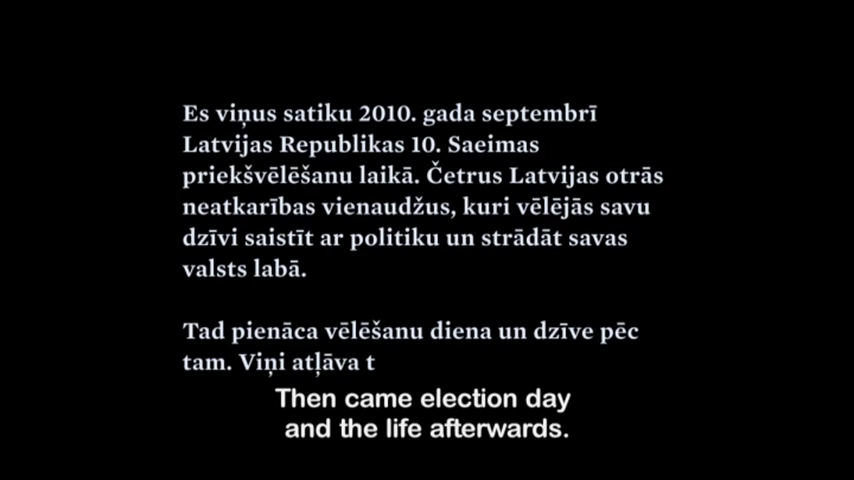 Es viņus satiku 2010. gada septembrī
Latvijas Republikas 10. Saeimas
priekšvēlēšanu laikā. Četrus Latvijas otrās
neatkarības vienaudžus, kuri vēlējās savu
dzīvi saistīt ar politiku un strādāt savas
valsts labā.
Tad pienāca vēlēšanu diena un dzīve pēc
tam. Viņi atļāva t
Then came election day
and the life afterwards.